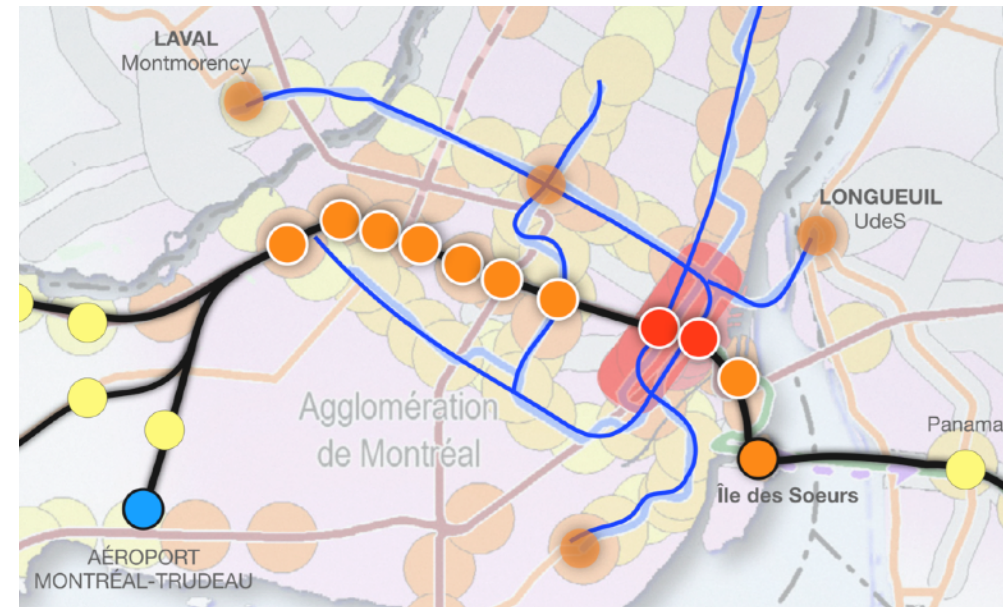 LAVAL
Montmorency
LONGUEUIL
UdeS
Agglomération
de Montréal
Panama
Île des Soeurs
AÉROPORT
MONTRÉAL-TRUDEAU